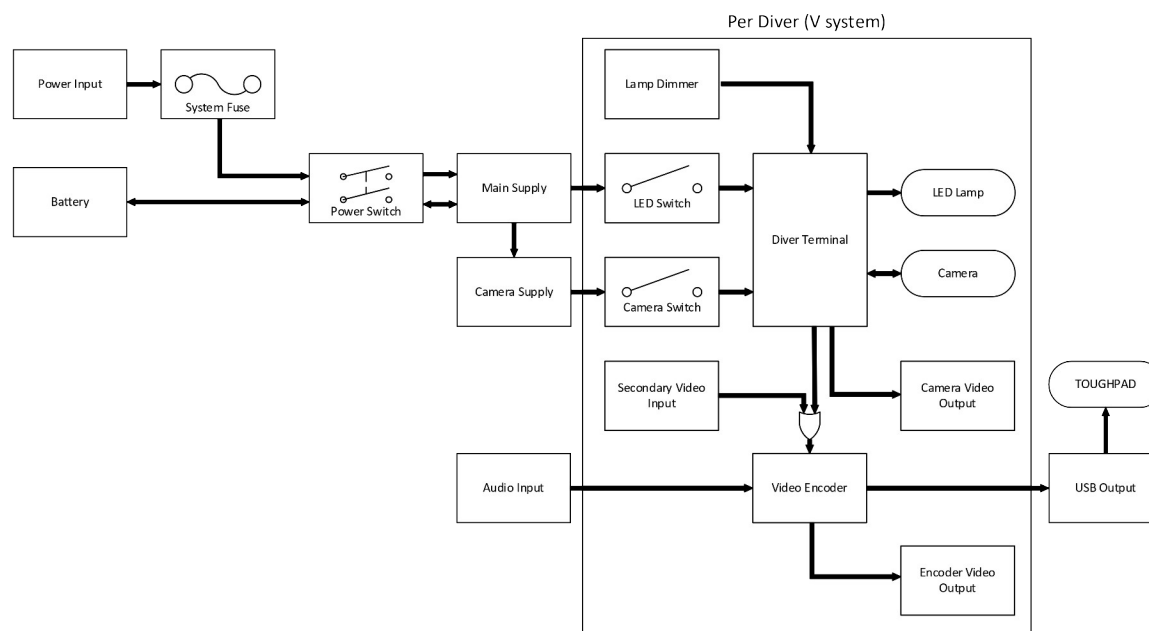 Per Diver (V system)
Power Input
System Fuse
Lamp Dimmer
Battery
Power Switch
Main Supply
LED Switch
Diver Terminal
LED Lamp
Camera Supply
Camera Switch
Camera
Secondary Video
Input
Camera Video
Output
TOUGHPAD
Audio Input
Video Encoder
USB Output
Encoder Video
Output